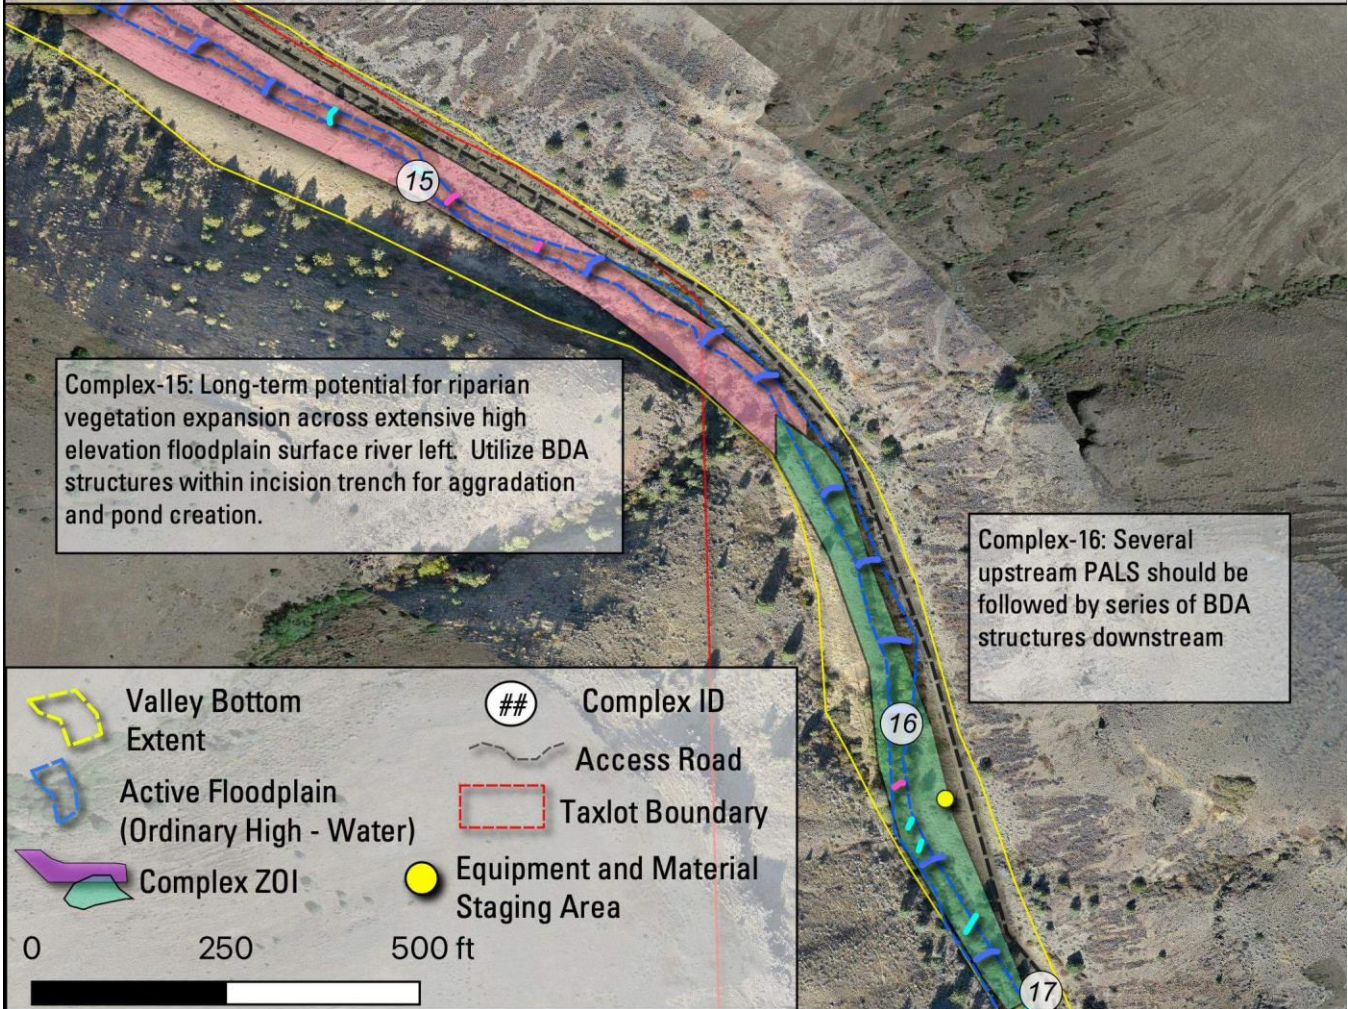 15
Complex-15: Long-term potential for riparian
vegetation expansion across extensive high
elevation floodplain surface river left. Utilize BDA
structures within incision trench for aggradation
and pond creation.
Complex-16: Several
upstream PALS should be
followed by series of BDA
structures downstream
16
17
Valley Bottom
Extent
Active Floodplain
(Ordinary High - Water)
Complex ZOI
## Complex ID
Access Road
Taxlot Boundary
Equipment and Material
Staging Area
0 250 500 ft